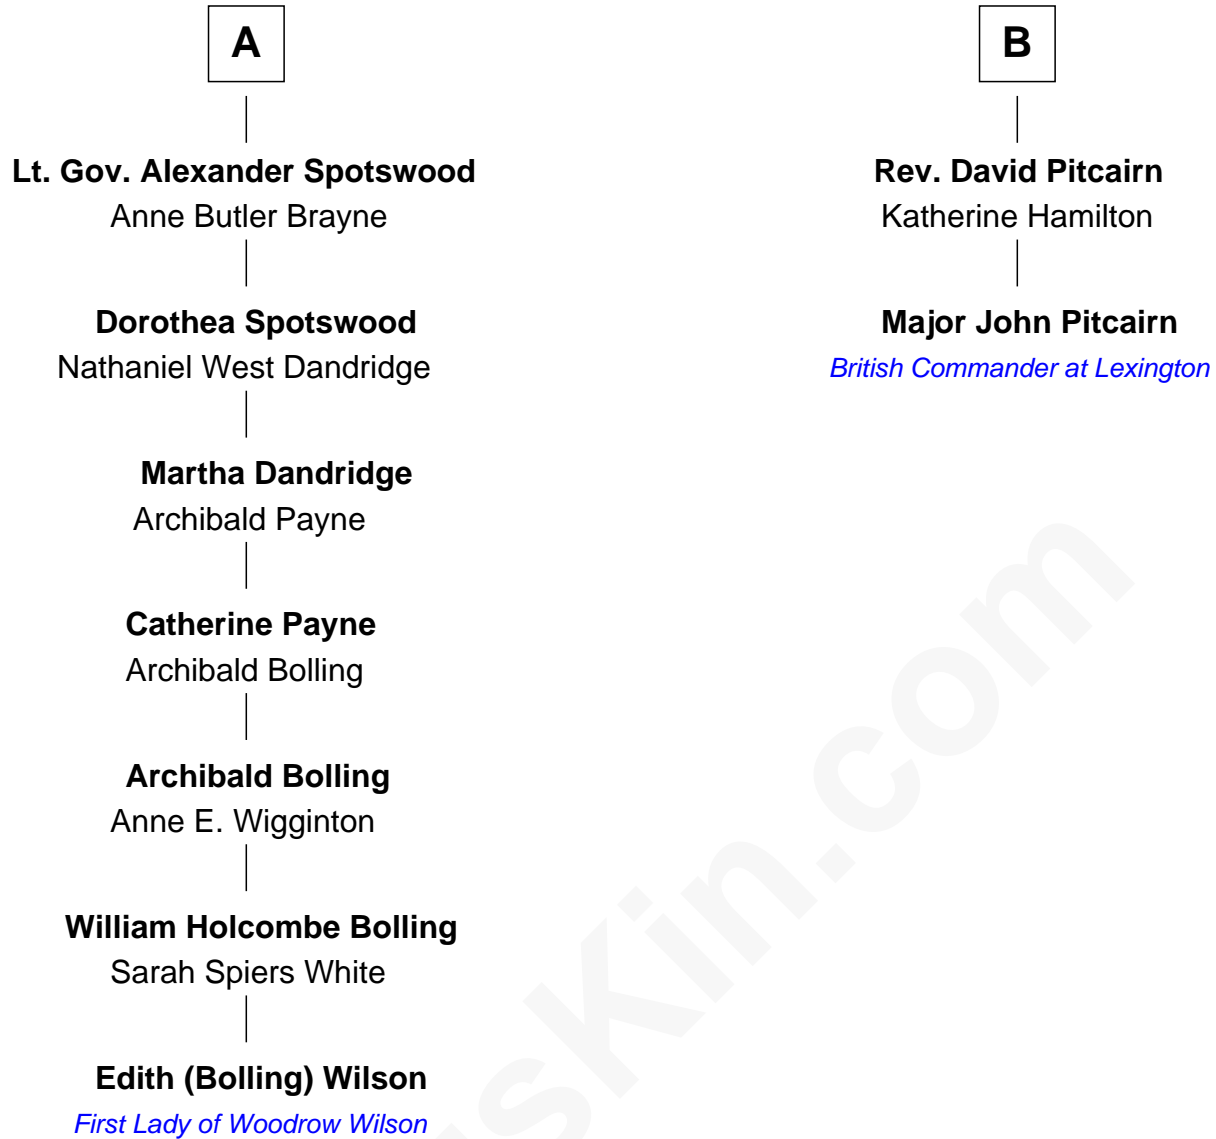 A
Lt. Gov. Alexander Spotswood
Anne Butler Brayne
Dorothea Spotswood
Nathaniel West Dandridge
Martha Dandridge
Archibald Payne
Catherine Payne
Archibald Bolling
Archibald Bolling
Anne E. Wigginton
William Holcombe Bolling
Sarah Spiers White
Edith (Bolling) Wilson
First Lady of Woodrow Wilson
B
Rev. David Pitcairn
Katherine Hamilton
Major John Pitcairn
British Commander at Lexington
sKin.com